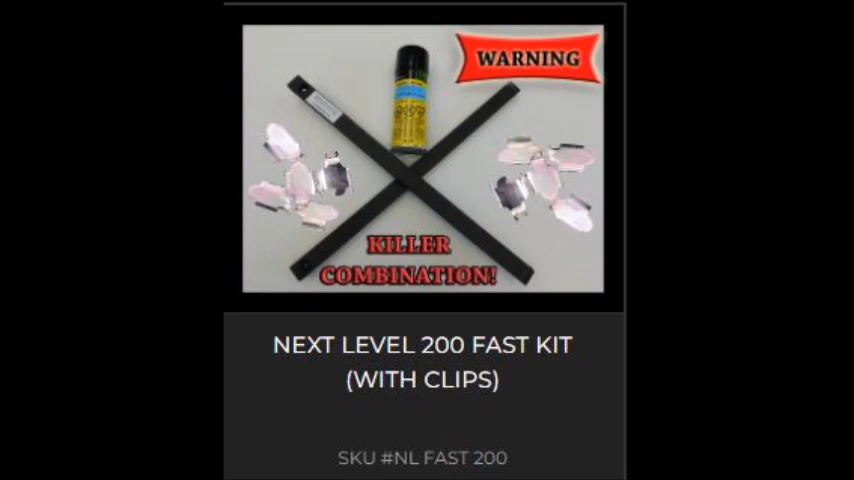 WARNING
KILLER
COMBINATION!
NEXT LEVEL 200 FAST KIT
(WITH CLIPS)
SKU #NL FAST 200